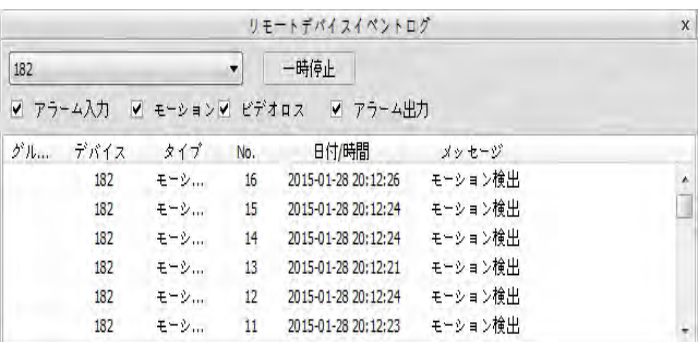 リモートデバイスイベントログ x
182 一時停止
アラーム入力 モーション ビデオロス アラーム出力
グル... デバイス タイプ No. 日付/時間 メッセージ
182 モーシ... 16 2015-01-28 20:12:26 モーション検出
182 モーシ... 15 2015-01-28 20:12:24 モーション検出
182 モーシ... 14 2015-01-28 20:12:24 モーション検出
182 モーシ... 13 2015-01-28 20:12:21 モーション検出
182 モーシ... 12 2015-01-28 20:12:24 モーション検出
182 モーシ... 11 2015-01-28 20:12:23 モーション検出